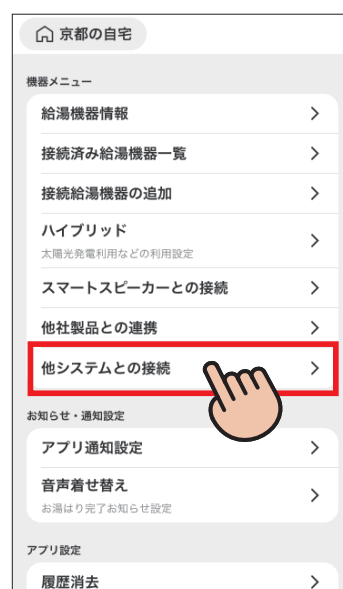 京都の自宅
機器メニュー
給湯機器情報
接続済み給湯機器一覧
接続給湯機器の追加
ハイブリッド
太陽光発電利用などの利用設定
スマートスピーカーとの接続
他社製品との連携
他システムとの接続
お知らせ・通知設定
アプリ通知設定
音声着せ替え
お湯はり完了お知らせ設定
アプリ設定
履歴消去